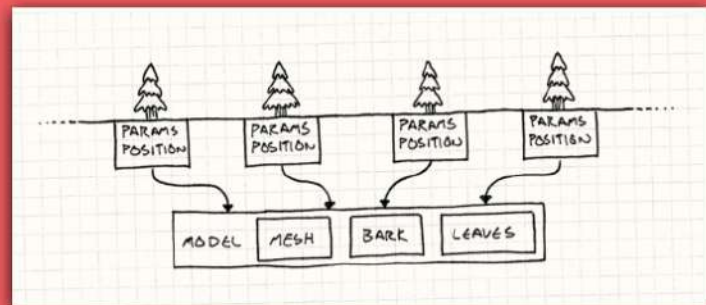 PARAMS
POSITION
PARAMS
POSITION
PARAMS
POSITION
PARAMS
POSITION
MODEL
MESH
BARK
LEAVES